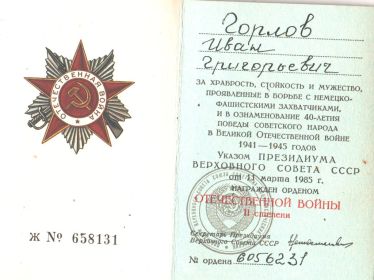 ОТЕЧЕСТВЕННАЯ ВОЙНА
Ж № 658131
Горлов
Иван
Григорьевич
ЗА ХРАБРОСТЬ, СТОЙКОСТЬ И МУЖЕСТВО,
ПРОЯВЛЕННЫЕ В БОРЬБЕ С НЕМЕЦКО-
ФАШИСТСКИМИ ЗАХВАТЧИКАМИ,
И В ОЗНАМЕНОВАНИЕ 40-ЛЕТИЯ
ПОБЕДЫ СОВЕТСКОГО НАРОДА
В ВЕЛИКОЙ ОТЕЧЕСТВЕННОЙ ВОЙНЕ
1941—1945 ГОДОВ
Указом ПРЕЗИДИУМА
ВЕРХОВНОГО СОВЕТА СССР
от 11 марта 1985 г.
НАГРАЖДЕН ОРДЕНОМ
ОТЕЧЕСТВЕННОЙ ВОЙНЫ
II степени
Секретарь Президиума
Верховного Совета СССР
№ ордена 6056231